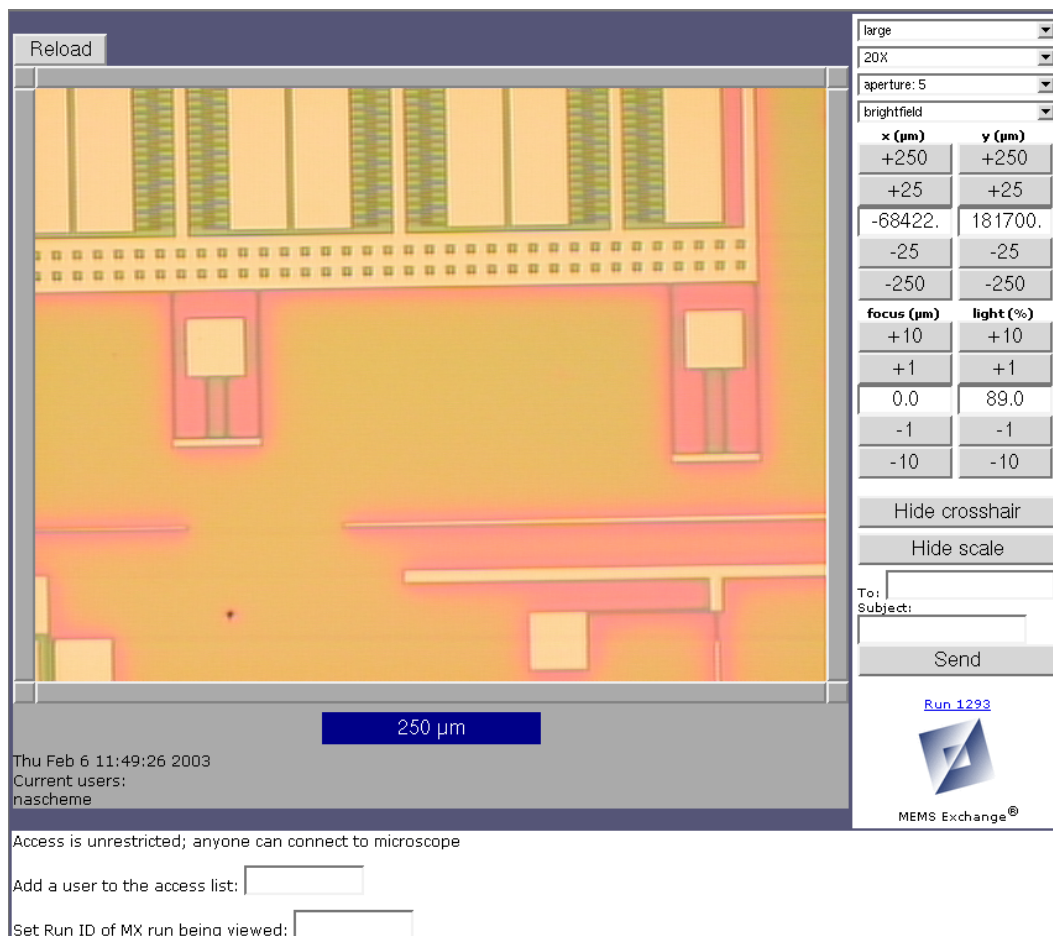 Reload
large
20X
aperture: 5
brightfield
x (µm) y (µm)
+250 +250
+25 +25
-68422. 181700.
-25 -25
-250 -250
focus (µm) light (%)
+10 +10
+1 +1
0.0 89.0
-1 -1
-10 -10
Hide crosshair
Hide scale
To:
Subject:
Send
Run 1293
MEMS Exchange®
250 µm
Thu Feb 6 11:49:26 2003
Current users:
nascheme
Access is unrestricted; anyone can connect to microscope
Add a user to the access list:
Set Run ID of MX run being viewed: